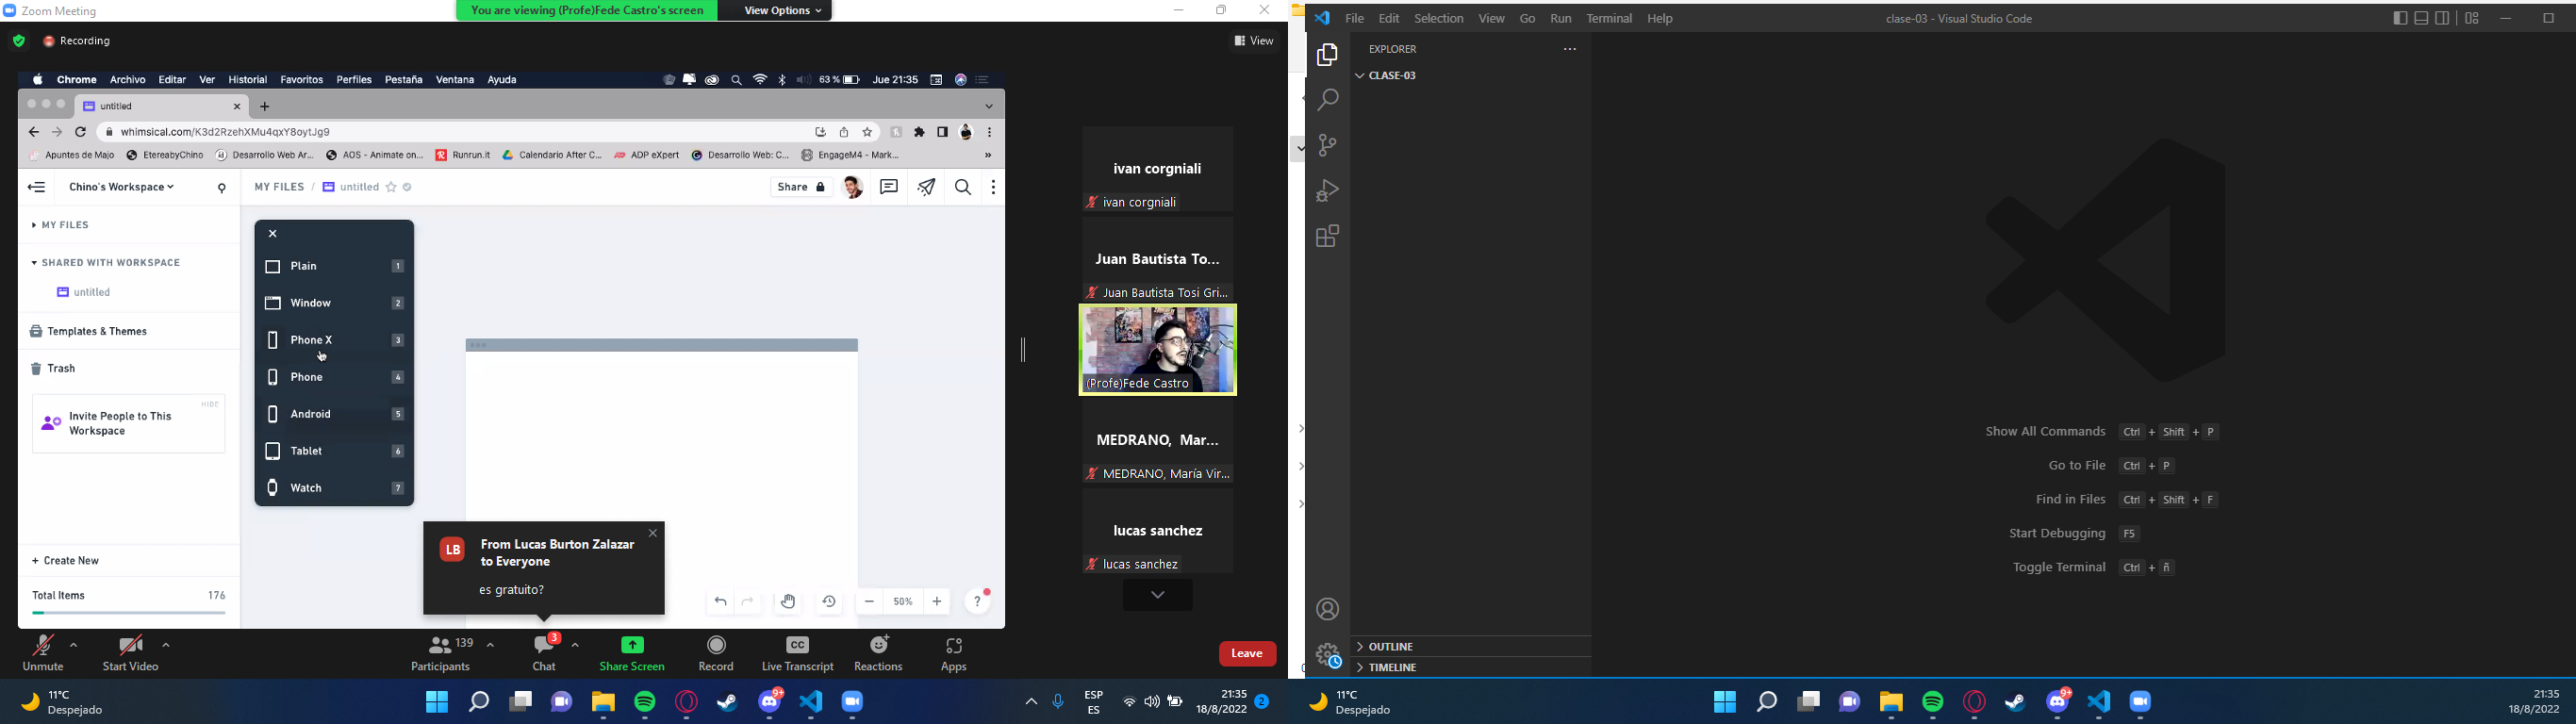 Zoom Meeting
You are viewing (Profe)Fede Castro's screen
View Options
Recording
View
Chrome Archivo Editar Ver Historial Favoritos Perfiles Pestaña Ventana Ayuda
63 % Jue 21:35
untitled
whimsical.com/K3d2RzehXMu4qxY8oytJg9
Apuntes de Majo EtereabyChino Desarrollo Web Ar... AOS - Animate on... Runrun.it Calendario After C... ADP eXpert Desarrollo Web: C... EngageM4 - Mark... »
Chino's Workspace
MY FILES / untitled
Share
MY FILES
SHARED WITH WORKSPACE
untitled
Templates & Themes
Trash
HIDE
Invite People to This
Workspace
+ Create New
Total Items 176
Plain 1
Window 2
Phone X 3
Phone 4
Android 5
Tablet 6
Watch 7
LB
From Lucas Burton Zalazar
to Everyone
es gratuito?
50%
?
ivan corgniali
ivan corgniali
Juan Bautista To...
Juan Bautista Tosi Gri...
(Profe)Fede Castro
MEDRANO, Mar...
MEDRANO, María Vir...
lucas sanchez
lucas sanchez
Unmute
Start Video
139
Participants
3
Chat
Share Screen
Record
CC
Live Transcript
Reactions
Apps
Leave
11°C
Despejado
9+
ESP
ES
21:35
18/8/2022
2
File Edit Selection View Go Run Terminal Help
clase-03 - Visual Studio Code
EXPLORER
CLASE-03
Show All Commands Ctrl + Shift + P
Go to File Ctrl + P
Find in Files Ctrl + Shift + F
Start Debugging F5
Toggle Terminal Ctrl + ñ
OUTLINE
TIMELINE
11°C
Despejado
9+
21:35
18/8/2022